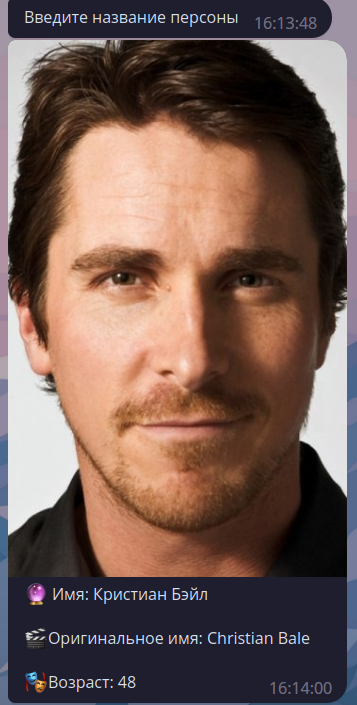 Введите название персоны
16:13:48
🔮 Имя: Кристиан Бэйл
🎬Оригинальное имя: Christian Bale
🎭Возраст: 48
16:14:00